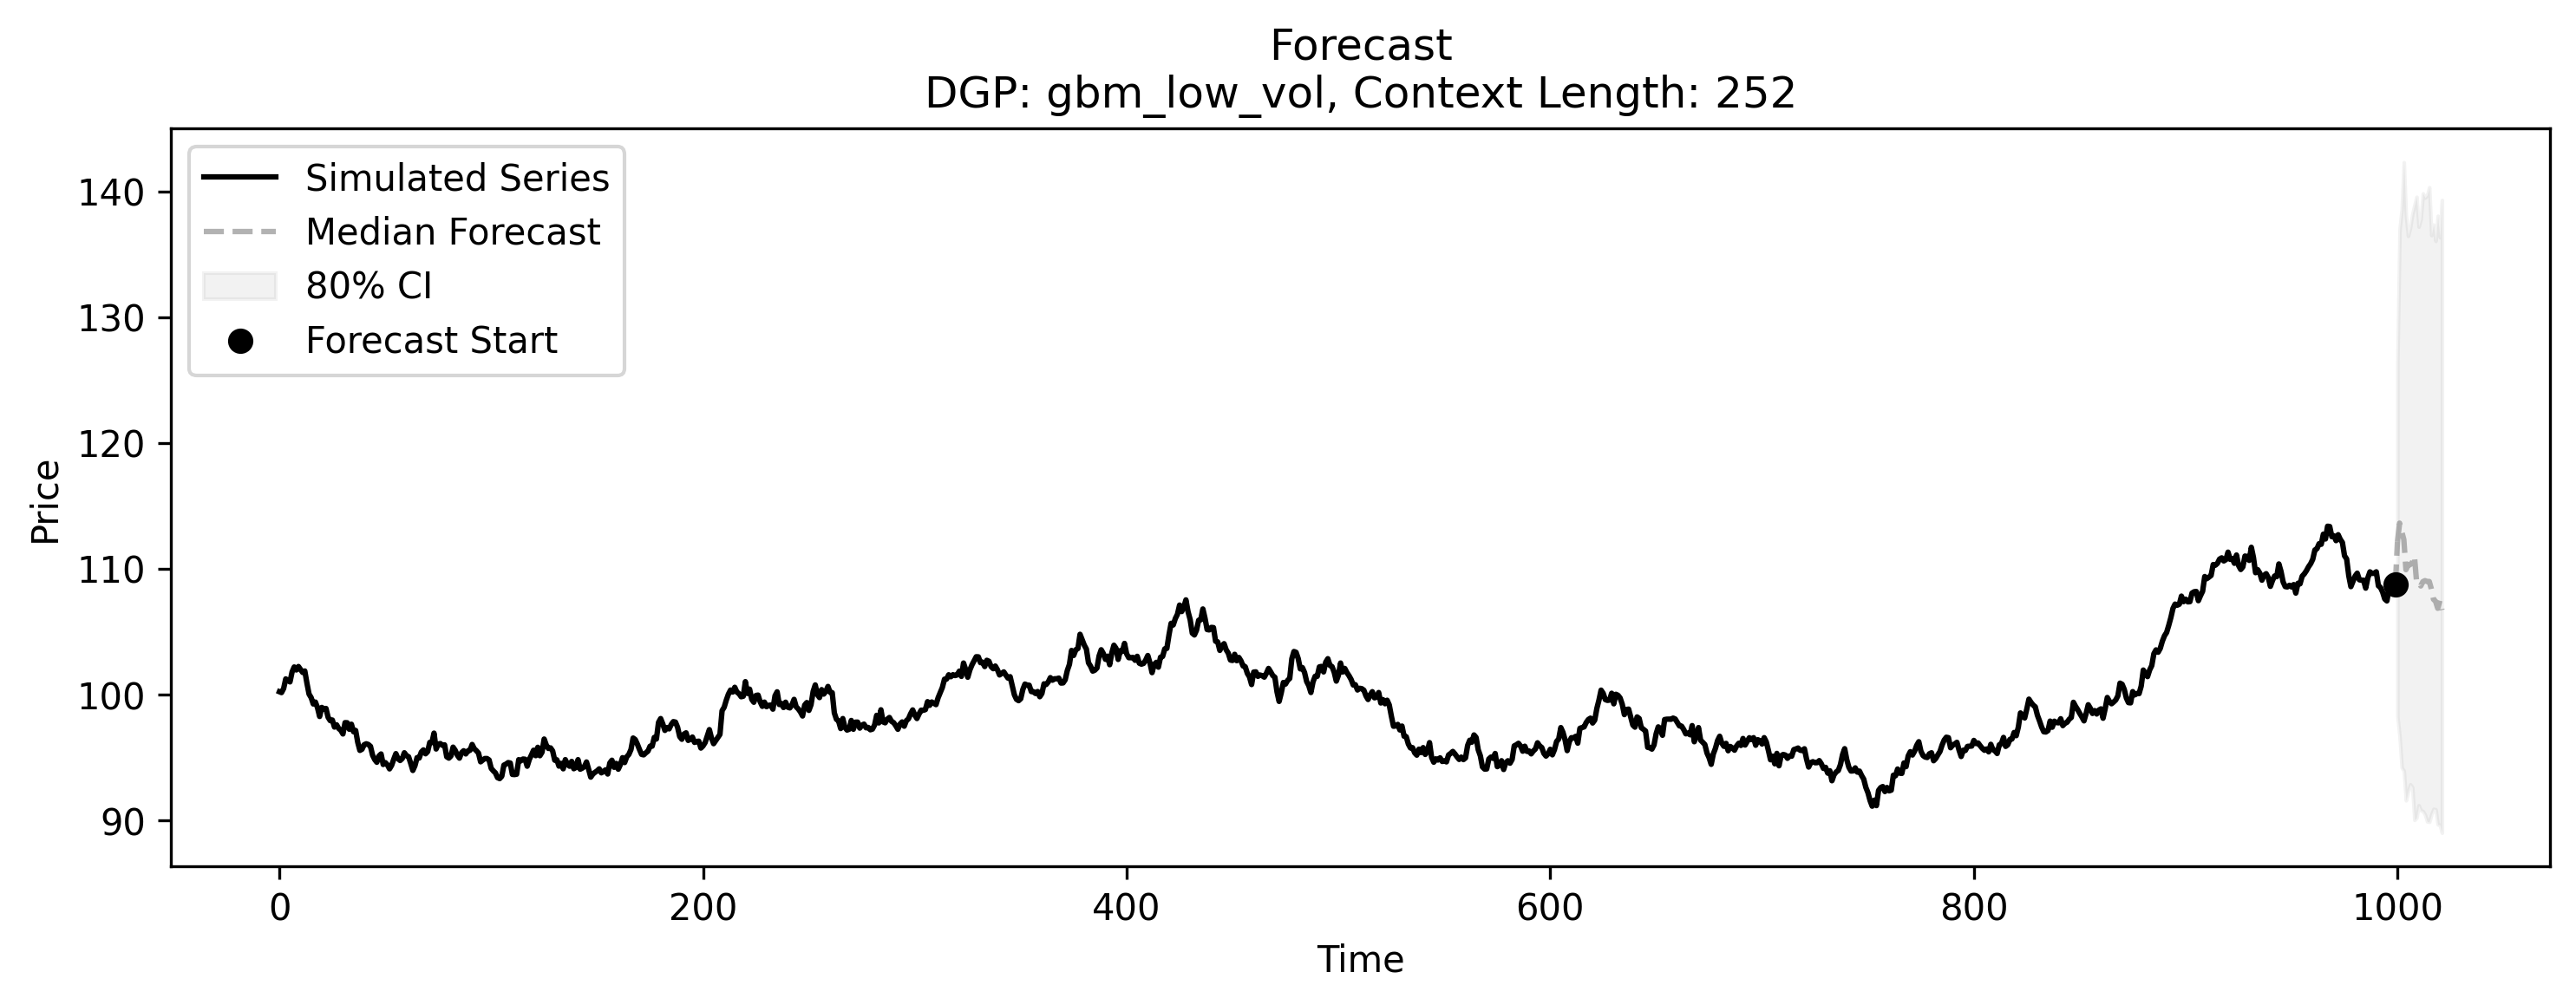 Forecast
DGP: gbm_low_vol, Context Length: 252
Simulated Series
Median Forecast
80% CI
Forecast Start
Price
140
130
120
110
100
90
0
200
400
600
800
1000
Time